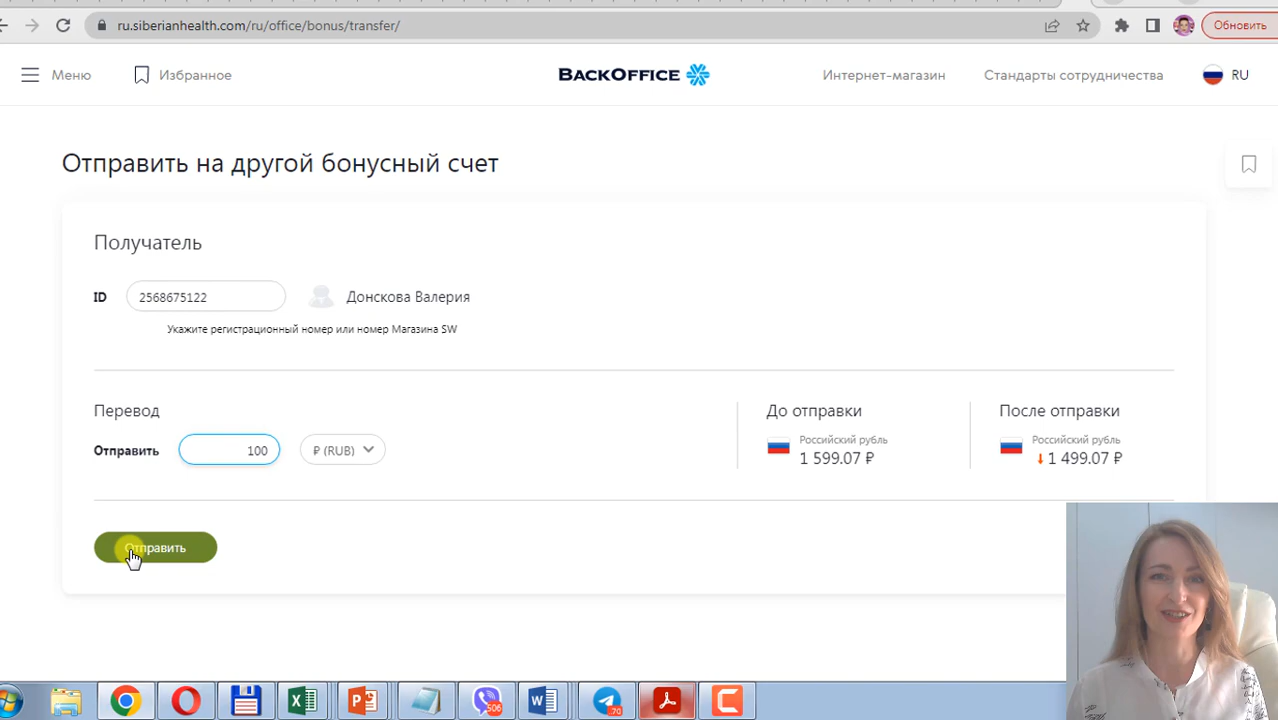 ru.siberianhealth.com/ru/office/bonus/transfer/
Обновить
Меню
Избранное
BACKOFFICE
Интернет-магазин
Стандарты сотрудничества
RU
Отправить на другой бонусный счет
Получатель
ID
2568675122
Донскова Валерия
Укажите регистрационный номер или номер Магазина SW
Перевод
До отправки
После отправки
Отправить
100
₽ (RUB)
Российский рубль
1 599.07 ₽
Российский рубль
1 499.07 ₽
Отправить
506
70